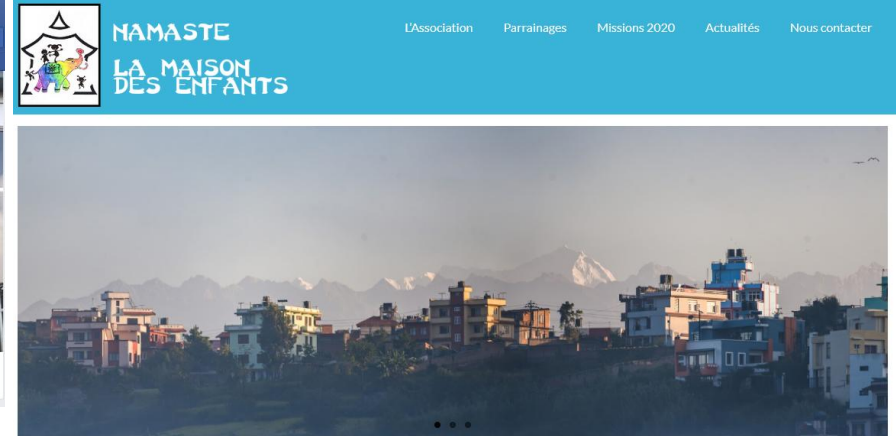 NAMASTE
LA MAISON
DES ENFANTS
L'Association Parrainages Missions 2020 Actualités Nous contacter